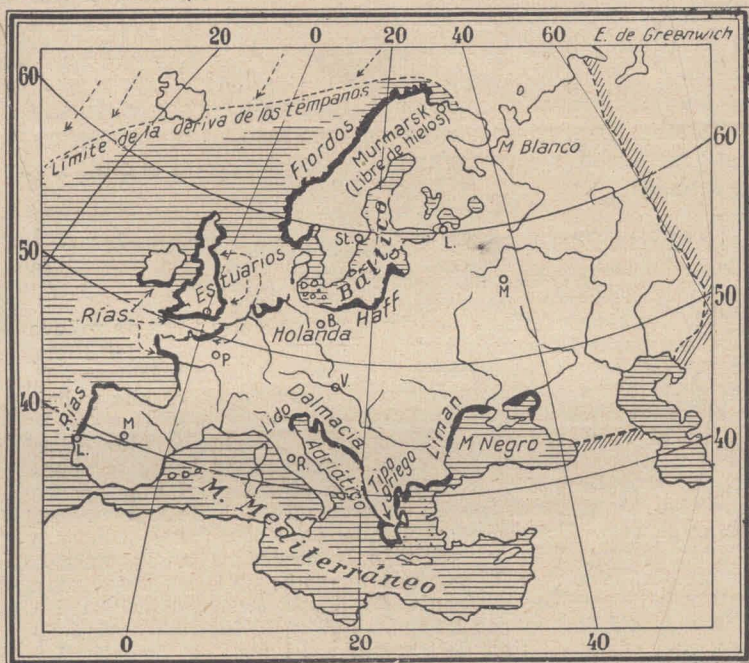 20 0 20 40 60 E. de Greenwich
60
Límite de la deriva de los témpanos
Fiordos
Murmarsk
(Libre de hielos)
M Blanco
60
50
St.
L.
Báltico
Estuarios
Haff
M
50
Rías
Holanda
B.
P.
V.
40
Rías
M
L.
Lido
Dalmacia
Adriático
R.
Tipo
griego
Liman
M Negro
40
M. Mediterráneo
0 20 40